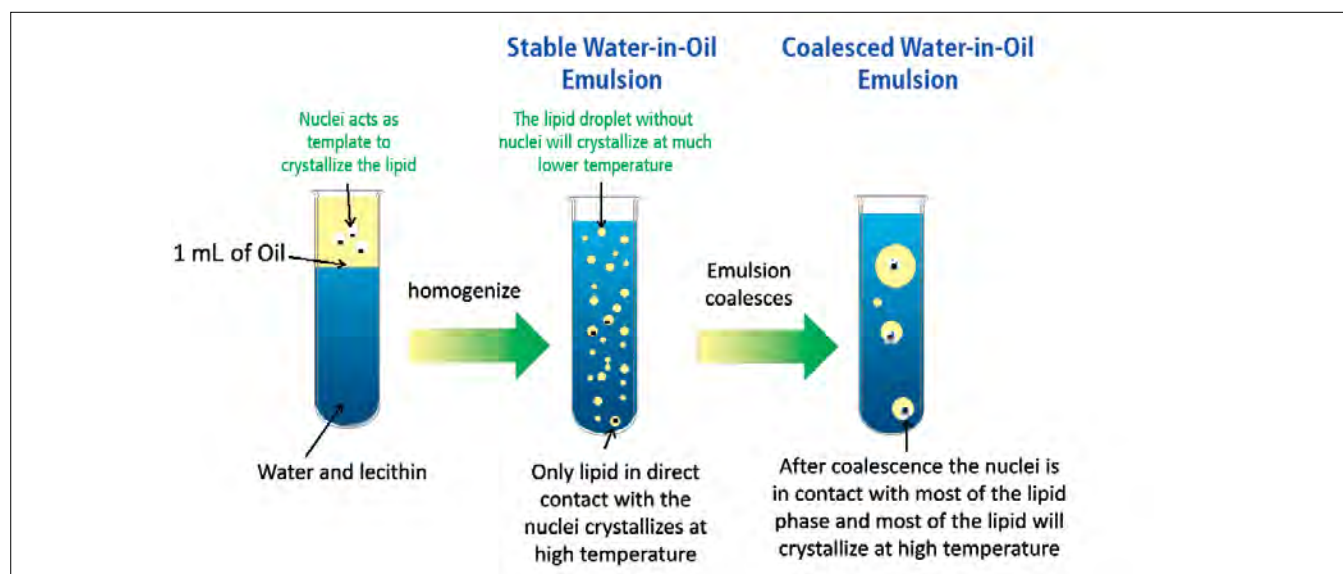 Stable Water-in-Oil
Emulsion
Coalesced Water-in-Oil
Emulsion
Nuclei acts as
template to
crystallize the lipid
The lipid droplet without
nuclei will crystallize at much
lower temperature
1 mL of Oil
homogenize
Emulsion
coalesces
Water and lecithin
Only lipid in direct
contact with the
nuclei crystallizes at
high temperature
After coalescence the nuclei is
in contact with most of the lipid
phase and most of the lipid will
crystallize at high temperature